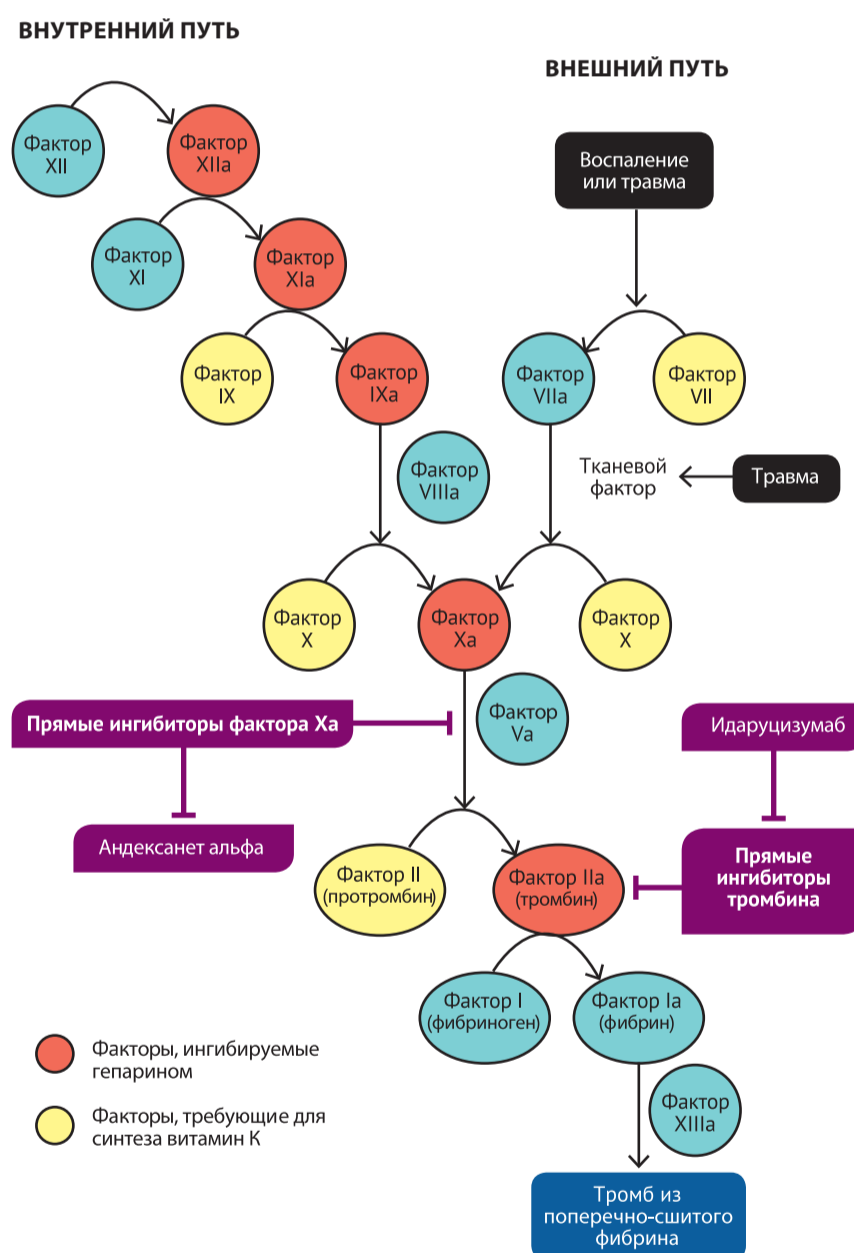 ВНУТРЕННИЙ ПУТЬ
ВНЕШНИЙ ПУТЬ
Фактор
XII
Фактор
XIIa
Воспаление
или травма
Фактор
XI
Фактор
XIa
Фактор
IX
Фактор
IXa
Фактор
VIIa
Фактор
VII
Фактор
VIIIa
Тканевой
фактор
Травма
Фактор
X
Фактор
Xa
Фактор
X
Прямые ингибиторы фактора Xa
Фактор
Va
Идаруцизумаб
Андексанет альфа
Фактор II
(протромбин)
Фактор IIa
(тромбин)
Прямые
ингибиторы
тромбина
Фактор I
(фибриноген)
Фактор Ia
(фибрин)
Факторы, ингибируемые
гепарином
Факторы, требующие для
синтеза витамин К
Фактор
XIIIa
Тромб из
поперечно-сшитого
фибрина